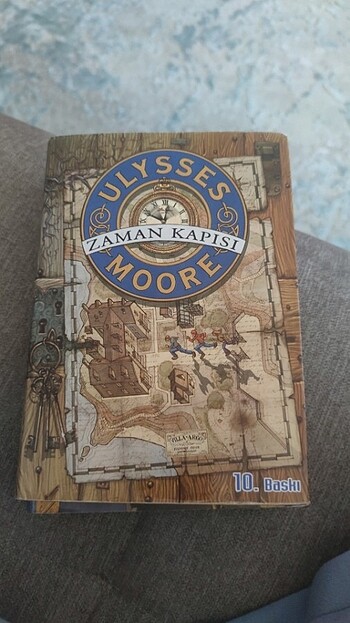 ULYSSES
ZAMAN KAPISI
MOORE
10. Baskı